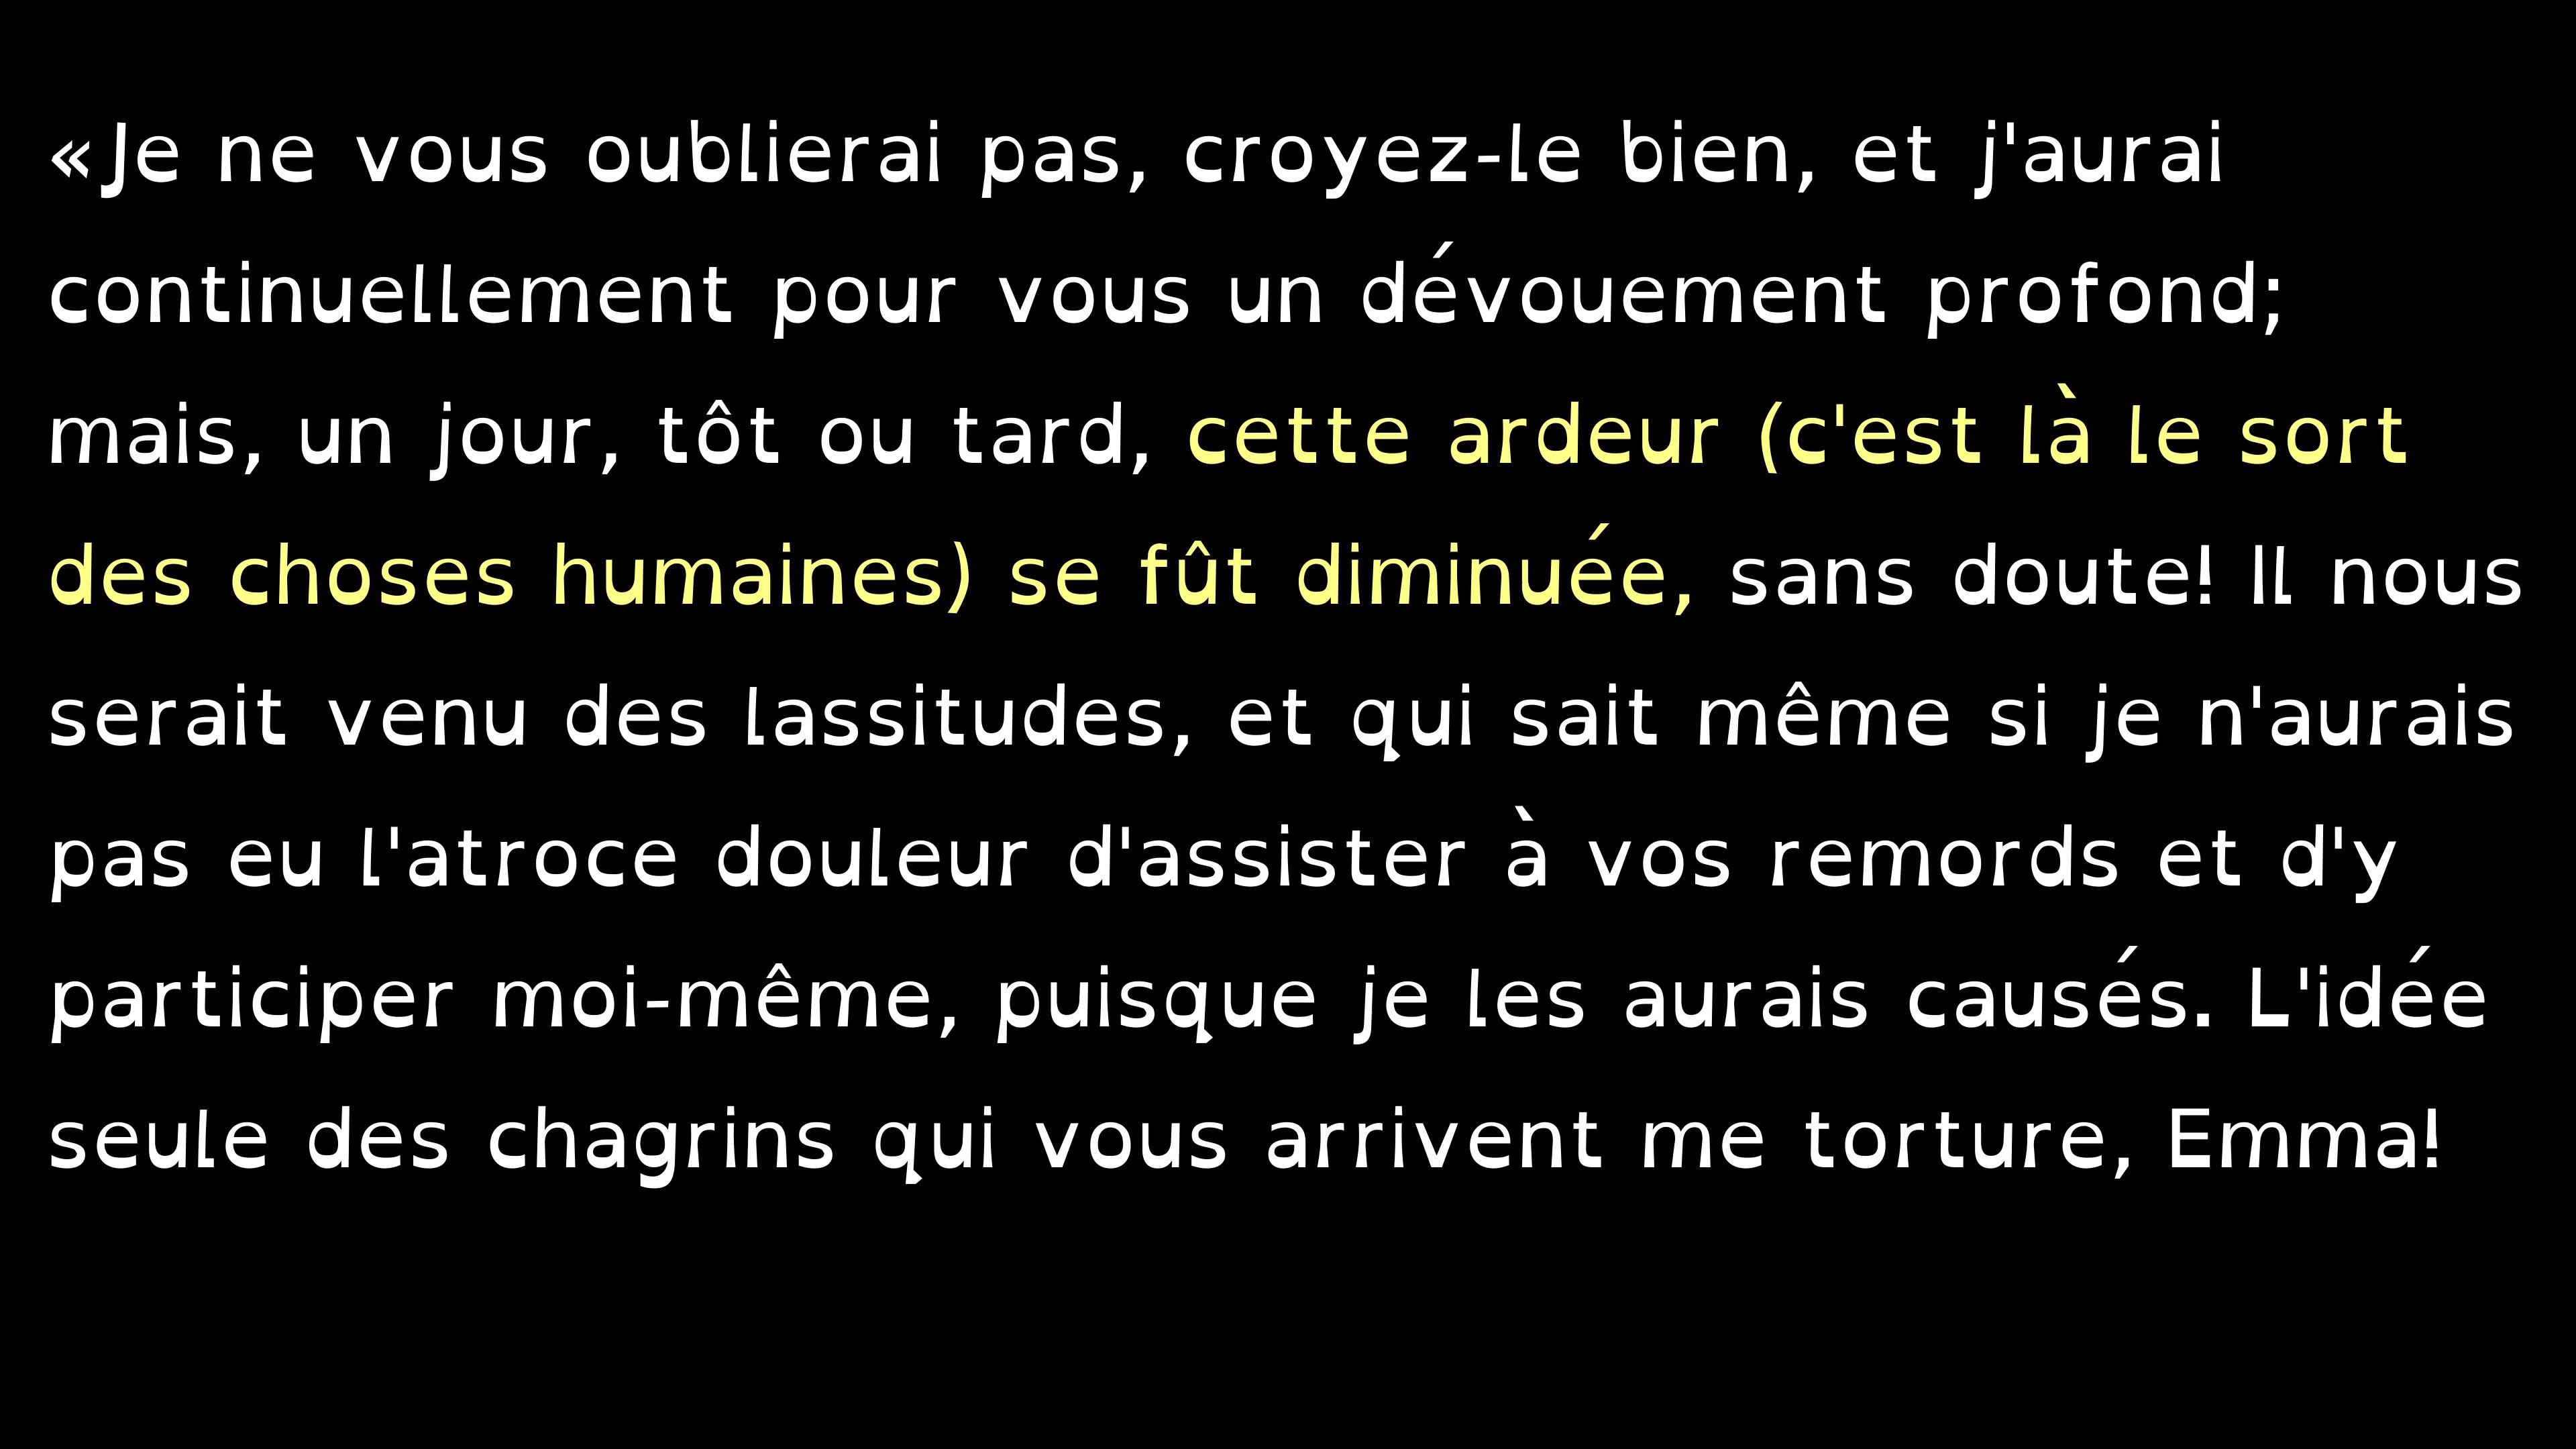 «Je ne vous oublierai pas, croyez-le bien, et j'aurai
continuellement pour vous un dévouement profond;
mais, un jour, tôt ou tard, cette ardeur (c'est là le sort
des choses humaines) se fût diminuée, sans doute! Il nous
serait venu des lassitudes, et qui sait même si je n'aurais
pas eu l'atroce douleur d'assister à vos remords et d'y
participer moi-même, puisque je les aurais causés. L'idée
seule des chagrins qui vous arrivent me torture, Emma!